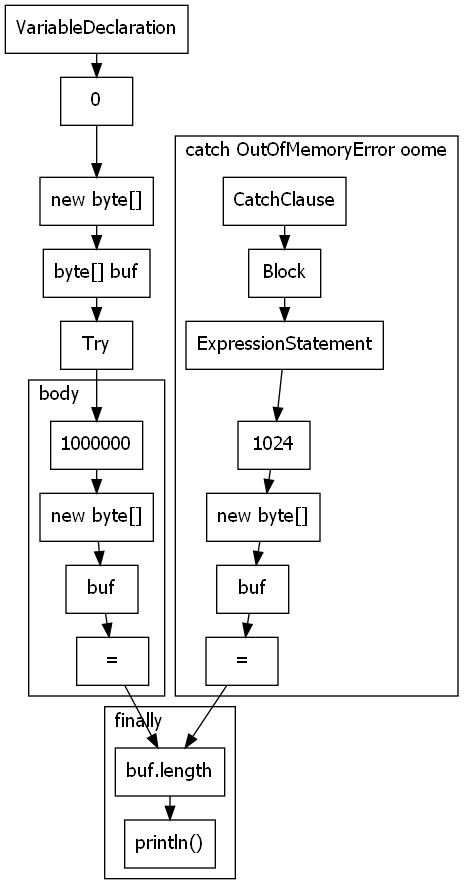 VariableDeclaration
0
new byte[]
byte[] buf
Try
body
1000000
new byte[]
buf
=
catch OutOfMemoryError oome
CatchClause
Block
ExpressionStatement
1024
new byte[]
buf
=
finally
buf.length
println()